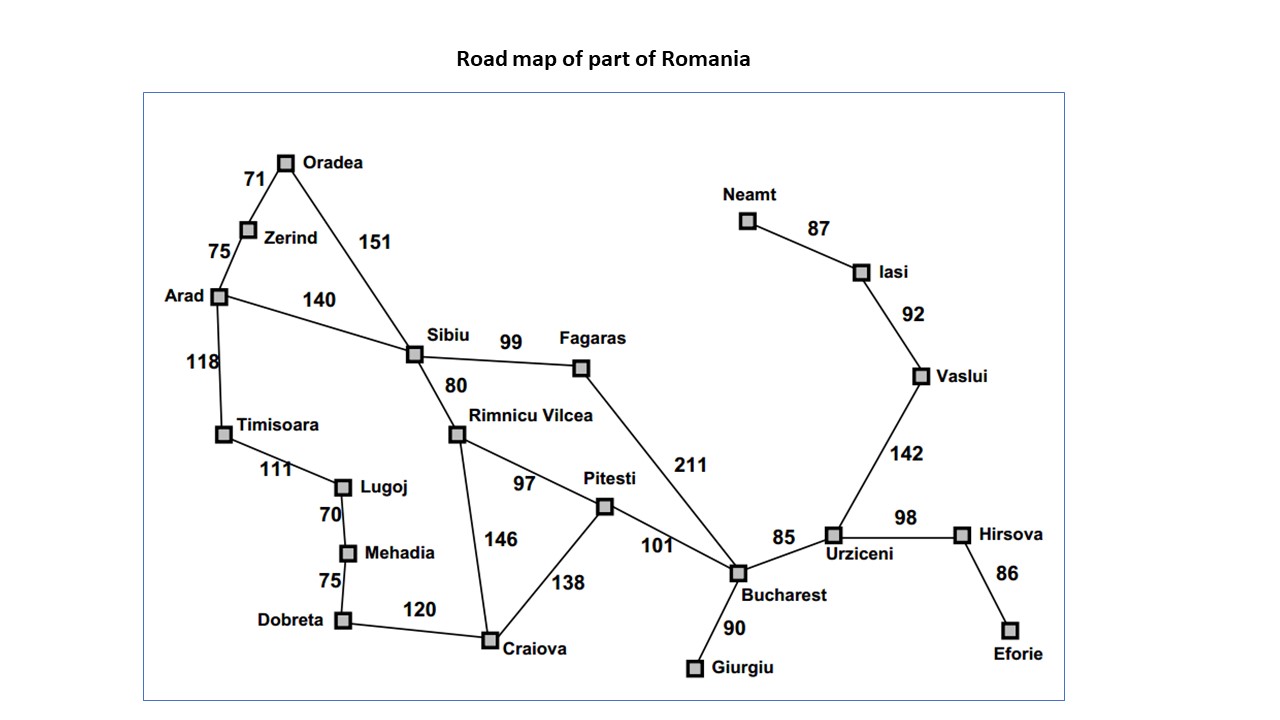 Road map of part of Romania
Oradea
71
Neamt
87
Zerind
151
75
Iasi
Arad
140
92
Sibiu
99
Fagaras
118
80
Vaslui
Rimnicu Vilcea
Timisoara
142
111
211
97
Pitesti
Lugoj
70
98
Hirsova
146
101
85
Urziceni
Mehadia
75
138
86
Bucharest
120
Dobreta
90
Craiova
Eforie
Giurgiu